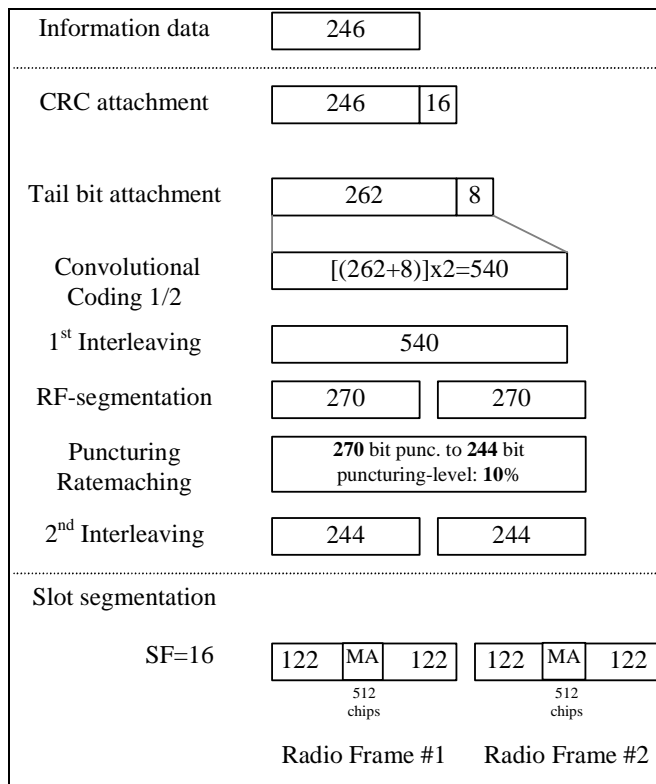 Information data 246
CRC attachment 246 16
Tail bit attachment 262 8
Convolutional
Coding 1/2
[(262+8)]x2=540
1st Interleaving 540
RF-segmentation 270 270
Puncturing
Ratemaching
270 bit punc. to 244 bit
puncturing-level: 10%
2nd Interleaving 244 244
Slot segmentation
SF=16 122 MA 122 122 MA 122
512
chips
512
chips
Radio Frame #1 Radio Frame #2